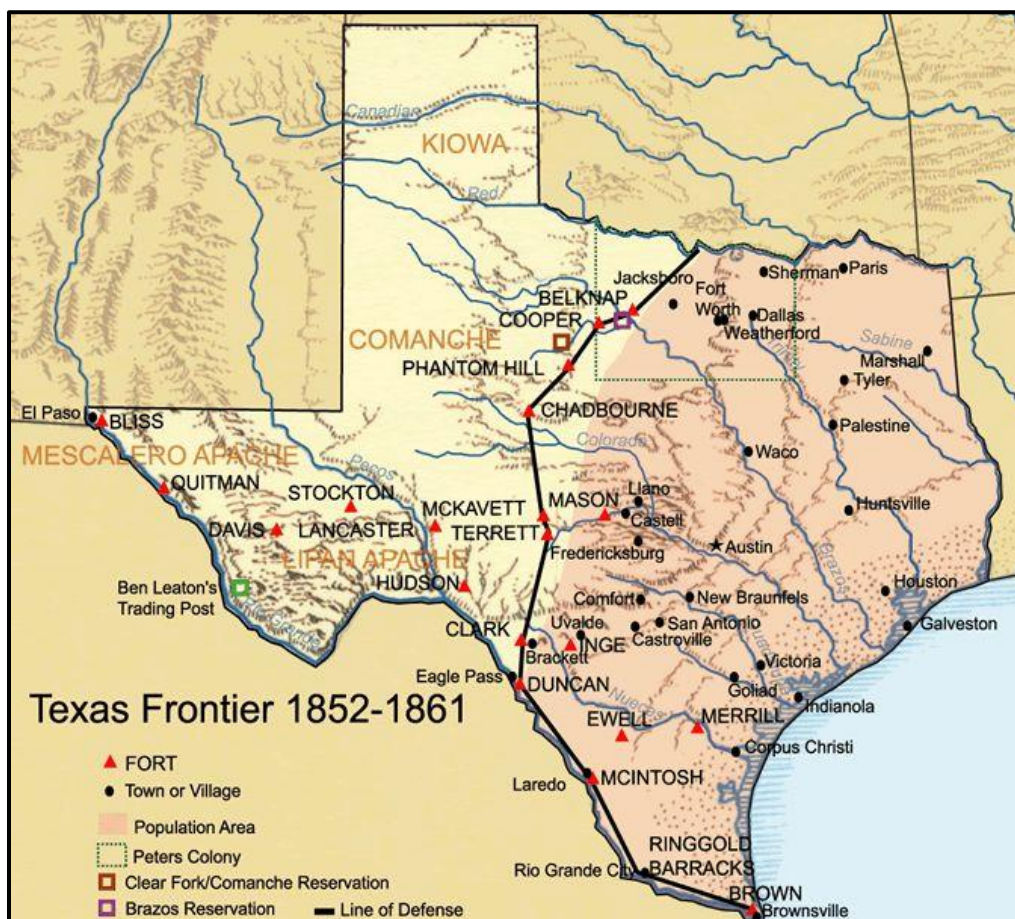 Canadian
KIOWA
Red
Jacksboro
Sherman
Paris
Fort
Worth
BELKNAP
COOPER
Dallas
Weatherford
Trinity
Sabine
COMANCHE
Marshall
PHANTOM HILL
Tyler
El Paso
BLISS
CHADBOURNE
Palestine
Colorado
Waco
MESCALERO APACHE
Pecos
QUITMAN
STOCKTON
MCKAVETT
MASON
Llano
Huntsville
Castell
DAVIS
LANCASTER
TERRETT
Fredericksburg
Austin
Brazos
LIPAN APACHE
HUDSON
Houston
Ben Leaton's
Trading Post
Comfort
New Braunfels
Rio Grande
Galveston
CLARK
Uvalde
San Antonio
Castroville
Guadalupe
INGE
Brackett
Victoria
Eagle Pass
DUNCAN
Goliad
Indianola
Nueces
Texas Frontier 1852-1861
EWELL
MERRILL
Corpus Christi
FORT
Laredo
MCINTOSH
Town or Village
Population Area
RINGGOLD
Peters Colony
Rio Grande City
BARRACKS
Clear Fork/Comanche Reservation
BROWN
Brazos Reservation
Line of Defense
Brownsville